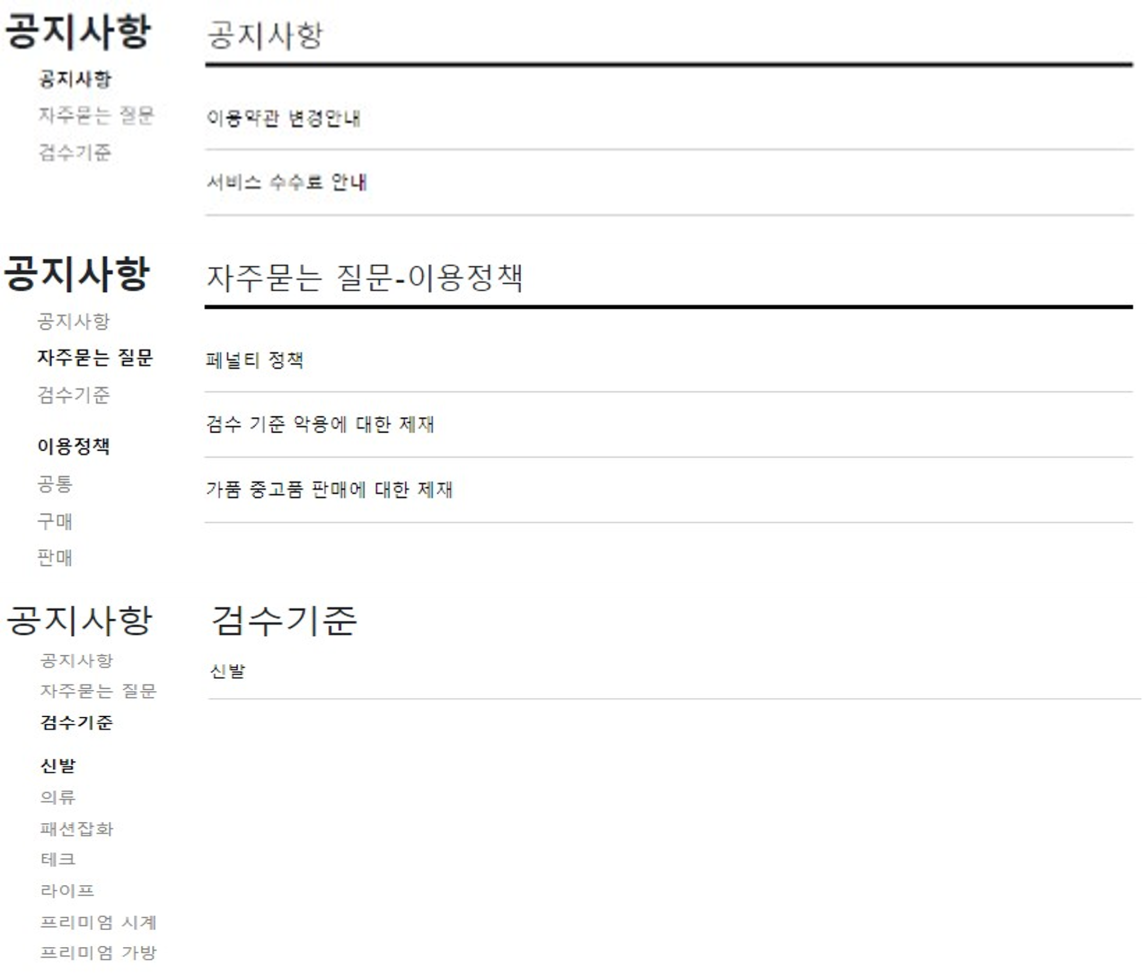 공지사항
공지사항
자주묻는 질문
검수기준
공지사항
이용약관 변경안내
서비스 수수료 안내
공지사항
공지사항
자주묻는 질문
검수기준
이용정책
공통
구매
판매
자주묻는 질문-이용정책
페널티 정책
검수 기준 악용에 대한 제재
가품 중고품 판매에 대한 제재
공지사항
공지사항
자주묻는 질문
검수기준
신발
의류
패션잡화
테크
라이프
프리미엄 시계
프리미엄 가방
검수기준
신발